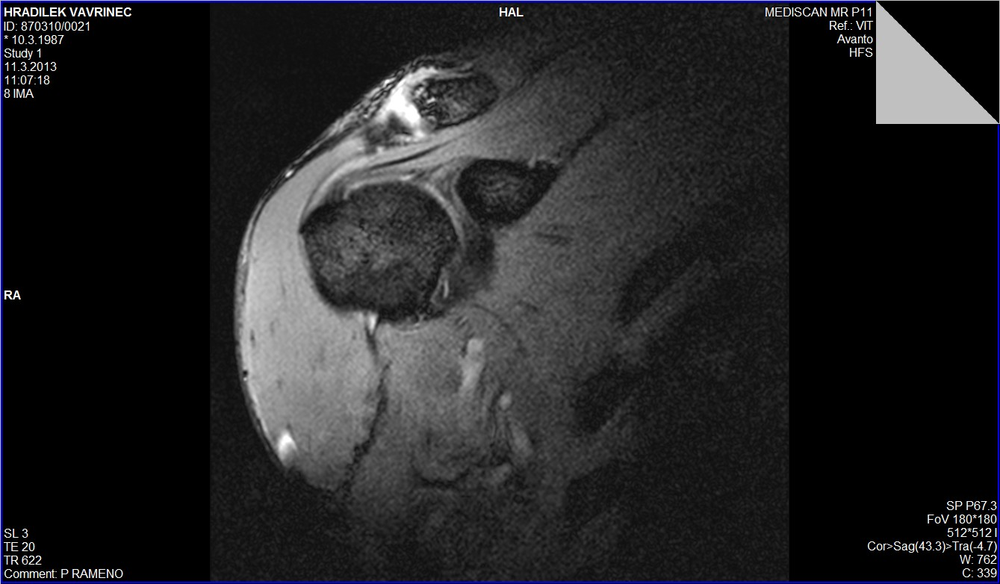 HRADILEK VAVRINEC
ID: 870310/0021
* 10.3.1987
Study 1
11.3.2013
11:07:18
8 IMA
HAL
MEDISCAN MR P11
Ref.: VIT
Avanto
HFS
RA
SL 3
TE 20
TR 622
Comment: P RAMENO
SP P67.3
FoV 180*180
512*512 I
Cor>Sag(43.3)>Tra(-4.7)
W: 762
C: 339